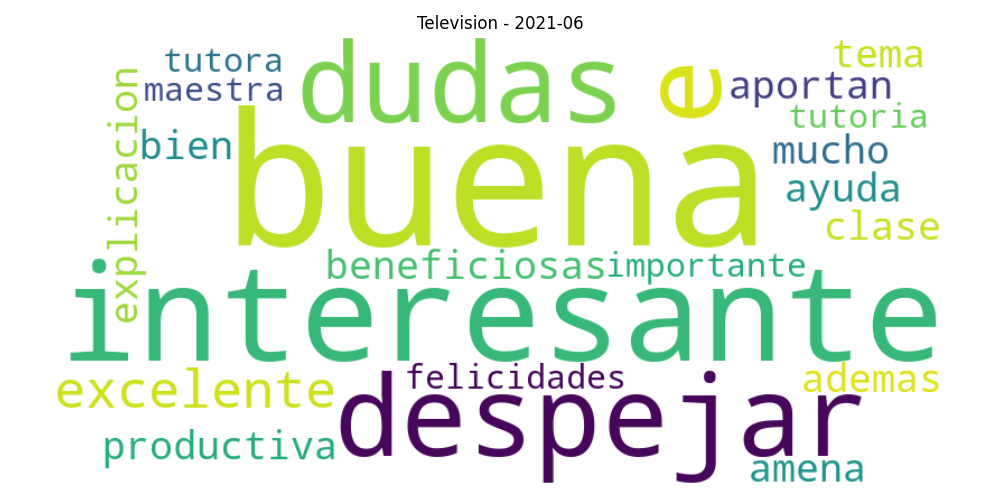 Television - 2021-06
tutora
maestra
dudas
e
tema
aportan
tutoria
explicacion
bien
buena
mucho
ayuda
clase
beneficiosas
importante
interesante
excelente
felicidades
ademas
despejar
productiva
amena